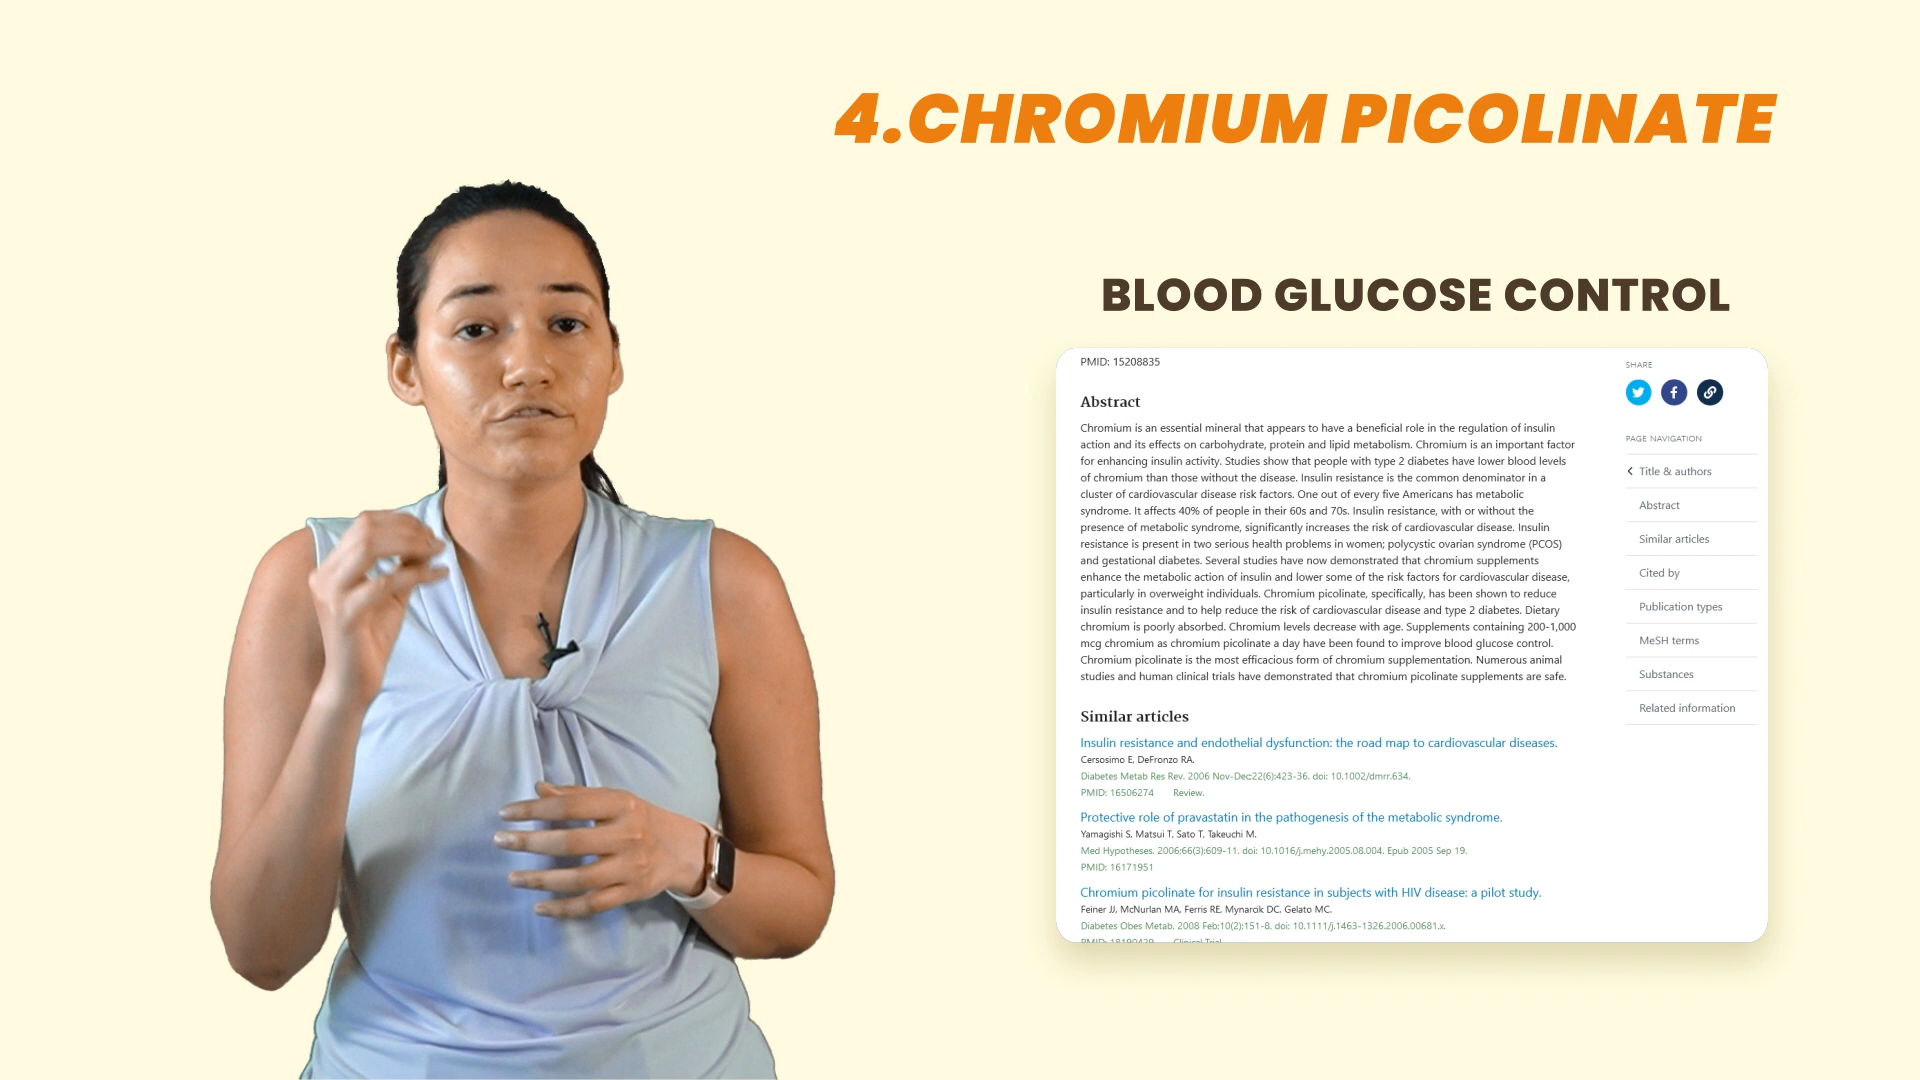 4.CHROMIUM PICOLINATE
BLOOD GLUCOSE CONTROL
PMID: 15208835
Abstract
Chromium is an essential mineral that appears to have a beneficial role in the regulation of insulin
action and its effects on carbohydrate, protein and lipid metabolism. Chromium is an important factor
for enhancing insulin activity. Studies show that people with type 2 diabetes have lower blood levels
of chromium than those without the disease. Insulin resistance is the common denominator in a
cluster of cardiovascular disease risk factors. One out of every five Americans has metabolic
syndrome. It affects 40% of people in their 60s and 70s. Insulin resistance, with or without the
presence of metabolic syndrome, significantly increases the risk of cardiovascular disease. Insulin
resistance is present in two serious health problems in women; polycystic ovarian syndrome (PCOS)
and gestational diabetes. Several studies have now demonstrated that chromium supplements
enhance the metabolic action of insulin and lower some of the risk factors for cardiovascular disease,
particularly in overweight individuals. Chromium picolinate, specifically, has been shown to reduce
insulin resistance and to help reduce the risk of cardiovascular disease and type 2 diabetes. Dietary
chromium is poorly absorbed. Chromium levels decrease with age. Supplements containing 200-1,000
mcg chromium as chromium picolinate a day have been found to improve blood glucose control.
Chromium picolinate is the most efficacious form of chromium supplementation. Numerous animal
studies and human clinical trials have demonstrated that chromium picolinate supplements are safe.
Similar articles
Insulin resistance and endothelial dysfunction: the road map to cardiovascular diseases.
Cersosimo E, DeFronzo RA.
Diabetes Metab Res Rev. 2006 Nov-Dec;22(6):423-36. doi: 10.1002/dmrr.634.
PMID: 16506274 Review.
Protective role of pravastatin in the pathogenesis of the metabolic syndrome.
Yamagishi S, Matsui T, Sato T, Takeuchi M.
Med Hypotheses. 2006;66(3):609-11. doi: 10.1016/j.mehy.2005.08.004. Epub 2005 Sep 19.
PMID: 16171951
Chromium picolinate for insulin resistance in subjects with HIV disease: a pilot study.
Feiner JJ, McNurlan MA, Ferris RE, Mynarcik DC, Gelato MC.
Diabetes Obes Metab. 2008 Feb;10(2):151-8. doi: 10.1111/j.1463-1326.2006.00681.x.
PMID: 18190429 Clinical Trial.
SHARE
PAGE NAVIGATION
Title & authors
Abstract
Similar articles
Cited by
Publication types
MeSH terms
Substances
Related information